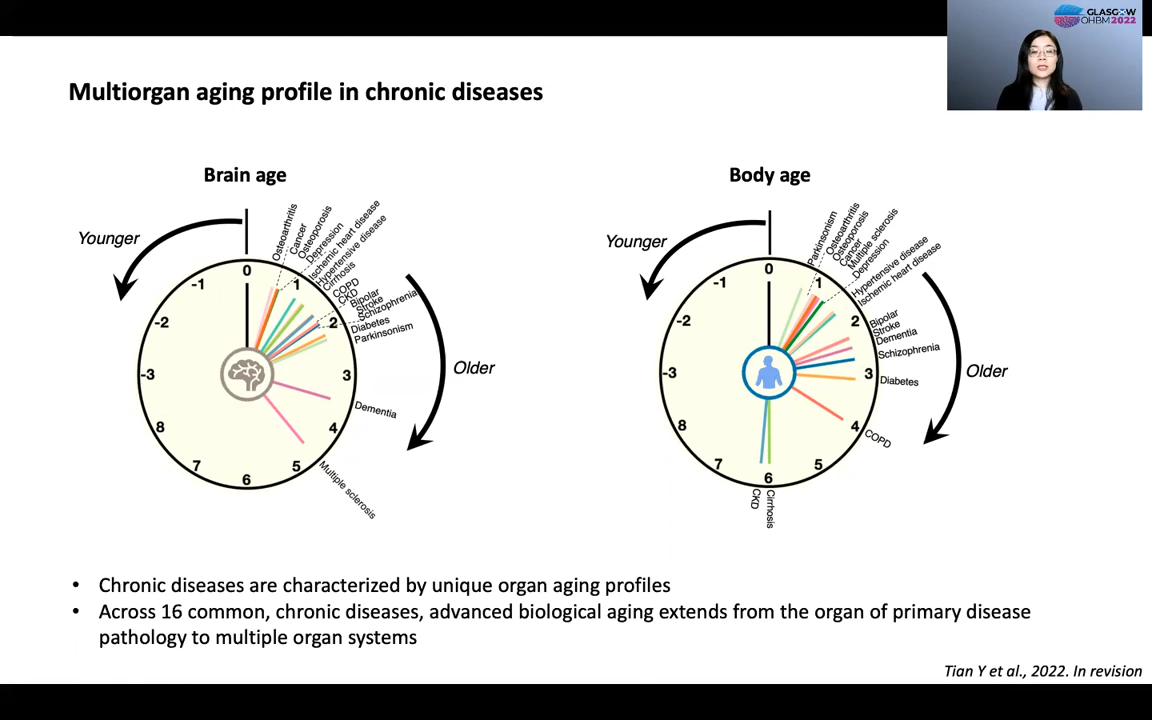 GLASGOW
OHBM2022
Multiorgan aging profile in chronic diseases
Brain age
Younger
Older
0
1
2
3
4
5
6
7
8
-3
-2
-1
Osteoarthritis
Cancer
Osteoporosis
Depression
Ischemic heart disease
Hypertensive disease
Cirrhosis
COPD
CKD
Bipolar
Stroke
Schizophrenia
Diabetes
Parkinsonism
Dementia
Multiple sclerosis
Body age
Younger
Older
0
1
2
3
4
5
6
7
8
-3
-2
-1
Parkinsonism
Osteoarthritis
Osteoporosis
Cancer
Multiple sclerosis
Depression
Hypertensive disease
Ischemic heart disease
Bipolar
Stroke
Dementia
Schizophrenia
Diabetes
COPD
Cirrhosis
CKD
• Chronic diseases are characterized by unique organ aging profiles
• Across 16 common, chronic diseases, advanced biological aging extends from the organ of primary disease
pathology to multiple organ systems
Tian Y et al., 2022. In revision